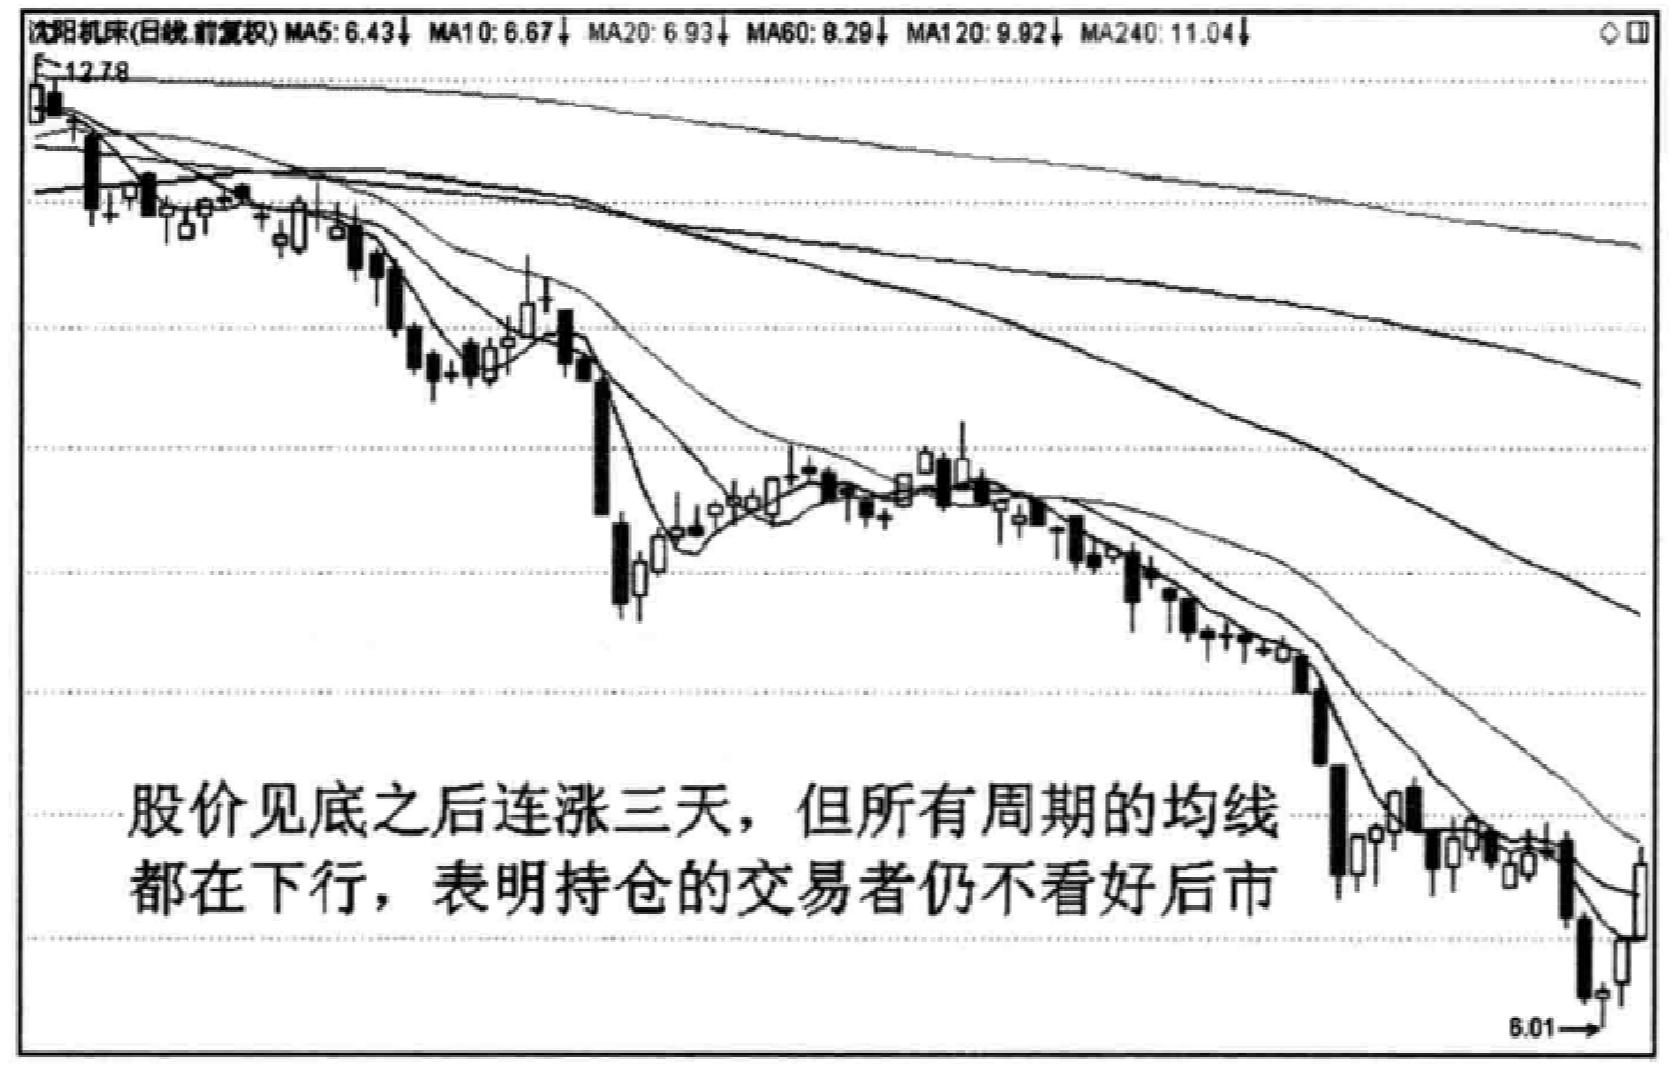 沈阳机床(日线.前复权) MA5: 6.43↓ MA10: 6.67↓ MA20: 6.93↓ MA60: 8.29↓ MA120: 9.92↓ MA240: 11.04↓
12.78
股价见底之后连涨三天，但所有周期的均线
都在下行，表明持仓的交易者仍不看好后市
6.01